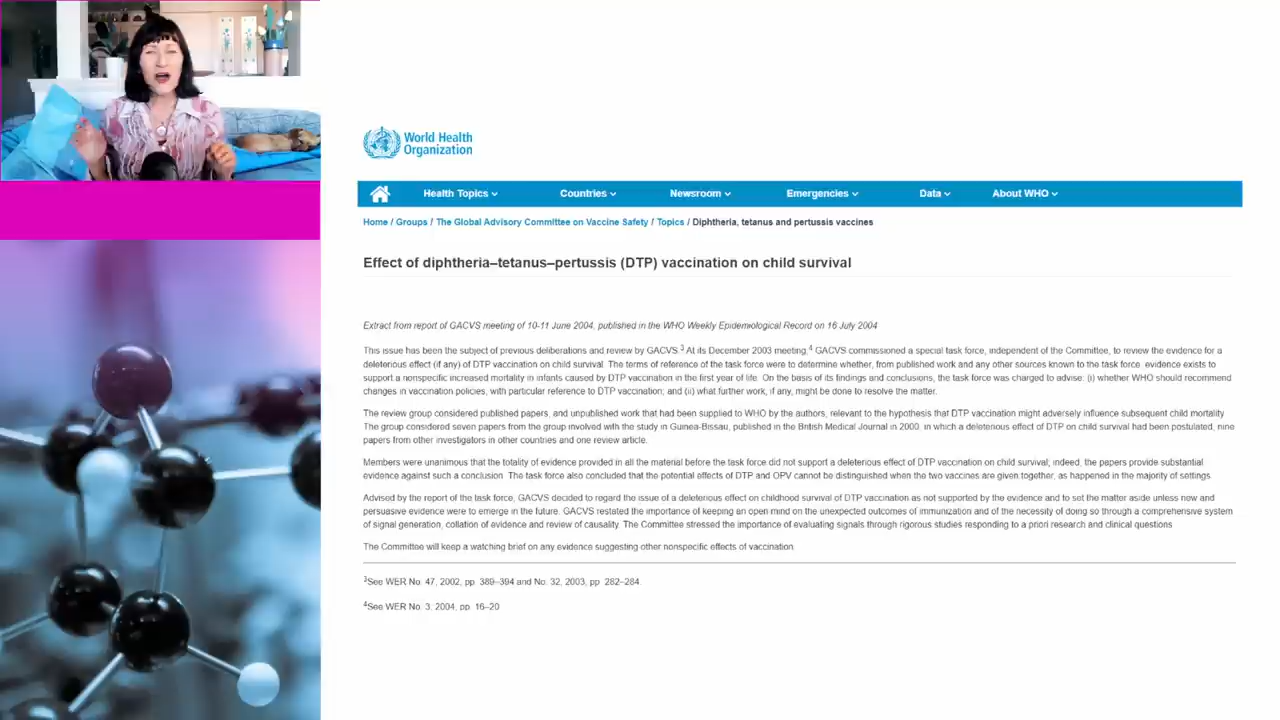 World Health
Organization
Health Topics
Countries
Newsroom
Emergencies
Data
About WHO
Home / Groups / The Global Advisory Committee on Vaccine Safety / Topics / Diphtheria, tetanus and pertussis vaccines
Effect of diphtheria–tetanus–pertussis (DTP) vaccination on child survival
Extract from report of GACVS meeting of 10-11 June 2004, published in the WHO Weekly Epidemiological Record on 16 July 2004
This issue has been the subject of previous deliberations and review by GACVS.3 At its December 2003 meeting,4 GACVS commissioned a special task force, independent of the Committee, to review the evidence for a
deleterious effect (if any) of DTP vaccination on child survival. The terms of reference of the task force were to determine whether, from published work and any other sources known to the task force, evidence exists to
support a nonspecific increased mortality in infants caused by DTP vaccination in the first year of life. On the basis of its findings and conclusions, the task force was charged to advise: (i) whether WHO should recommend
changes in vaccination policies, with particular reference to DTP vaccination; and (ii) what further work, if any, might be done to resolve the matter.
The review group considered published papers, and unpublished work that had been supplied to WHO by the authors, relevant to the hypothesis that DTP vaccination might adversely influence subsequent child mortality.
The group considered seven papers from the group involved with the study in Guinea-Bissau, published in the British Medical Journal in 2000, in which a deleterious effect of DTP on child survival had been postulated, nine
papers from other investigators in other countries and one review article.
Members were unanimous that the totality of evidence provided in all the material before the task force did not support a deleterious effect of DTP vaccination on child survival; indeed, the papers provide substantial
evidence against such a conclusion. The task force also concluded that the potential effects of DTP and OPV cannot be distinguished when the two vaccines are given together, as happened in the majority of settings.
Advised by the report of the task force, GACVS decided to regard the issue of a deleterious effect on childhood survival of DTP vaccination as not supported by the evidence and to set the matter aside unless new and
persuasive evidence were to emerge in the future. GACVS restated the importance of keeping an open mind on the unexpected outcomes of immunization and of the necessity of doing so through a comprehensive system
of signal generation, collation of evidence and review of causality. The Committee stressed the importance of evaluating signals through rigorous studies responding to a priori research and clinical questions
The Committee will keep a watching brief on any evidence suggesting other nonspecific effects of vaccination.
3See WER No. 47, 2002, pp. 389–394 and No. 32, 2003, pp. 282–284.
4See WER No. 3, 2004, pp. 16–20